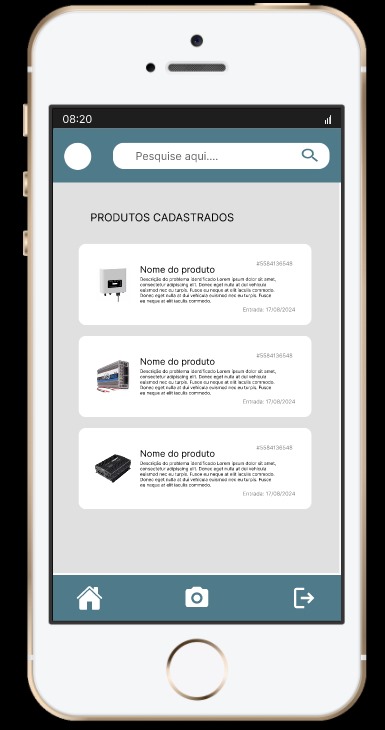 08:20
Pesquise aqui....
PRODUTOS CADASTRADOS
#5584136548
Nome do produto
Descrição do problema identificado Lorem ipsum dolor sit amet,
consectetur adipiscing elit. Donec eget nulla at dui vehicula
euismod nec eu turpis. Fusce eu neque at elit iaculis commodo.
Donec eget nulla at dui vehicula euismod nec eu turpis. Fusce
eu neque at elit iaculis commodo.
Entrada: 17/08/2024
#5584136548
Nome do produto
Descrição do problema identificado Lorem ipsum dolor sit amet,
consectetur adipiscing elit. Donec eget nulla at dui vehicula
euismod nec eu turpis. Fusce eu neque at elit iaculis commodo.
Donec eget nulla at dui vehicula euismod nec eu turpis. Fusce
eu neque at elit iaculis commodo.
Entrada: 17/08/2024
#5584136548
Nome do produto
Descrição do problema identificado Lorem ipsum dolor sit amet,
consectetur adipiscing elit. Donec eget nulla at dui vehicula
euismod nec eu turpis. Fusce eu neque at elit iaculis commodo.
Donec eget nulla at dui vehicula euismod nec eu turpis. Fusce
eu neque at elit iaculis commodo.
Entrada: 17/08/2024